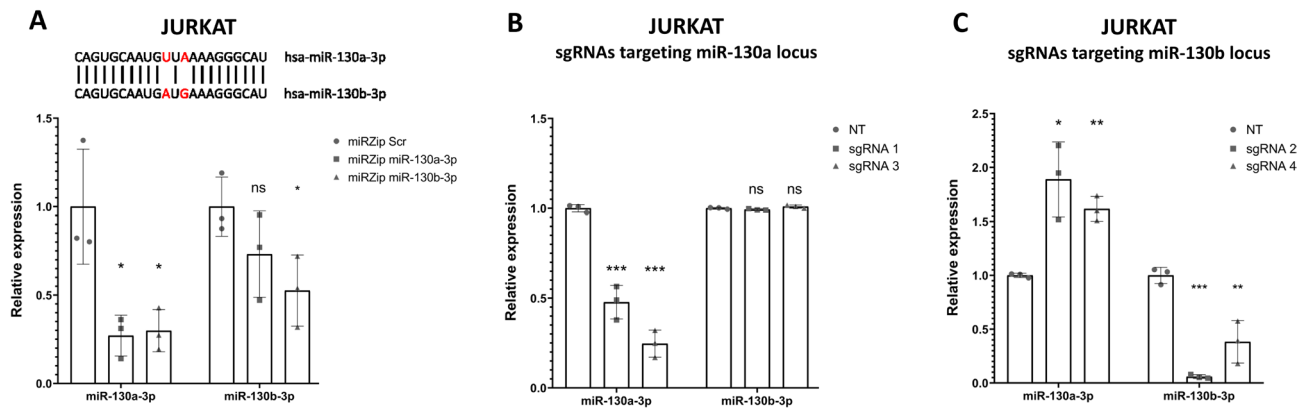 A
JURKAT
CAGUGCAAUGUUAAAAGGGCAU hsa-miR-130a-3p
CAGUGCAAUGAUGAAAGGGCAU hsa-miR-130b-3p
1.5
1.0
0.5
0.0
Relative expression
miRZip Scr
miRZip miR-130a-3p
miRZip miR-130b-3p
* * ns *
miR-130a-3p miR-130b-3p
B
JURKAT
sgRNAs targeting miR-130a locus
1.5
1.0
0.5
0.0
Relative expression
NT
sgRNA 1
sgRNA 3
*** *** ns ns
miR-130a-3p miR-130b-3p
C
JURKAT
sgRNAs targeting miR-130b locus
2.5
2.0
1.5
1.0
0.5
0.0
Relative expression
NT
sgRNA 2
sgRNA 4
* ** *** **
miR-130a-3p miR-130b-3p